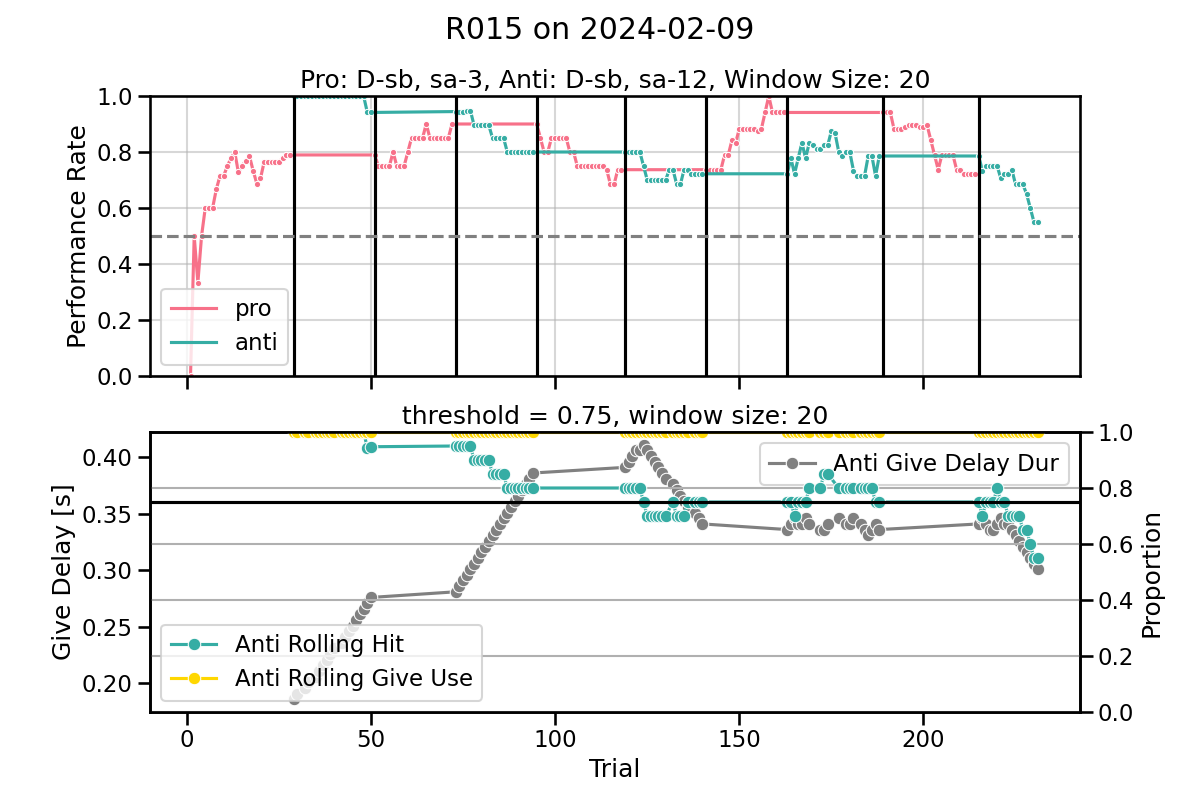 R015 on 2024-02-09
Pro: D-sb, sa-3, Anti: D-sb, sa-12, Window Size: 20
1.0
0.8
0.6
0.4
0.2
0.0
Performance Rate
pro
anti
threshold = 0.75, window size: 20
0.40
0.35
0.30
0.25
0.20
Give Delay [s]
Anti Give Delay Dur
Anti Rolling Hit
Anti Rolling Give Use
1.0
0.8
0.6
0.4
0.2
0.0
Proportion
0 50 100 150 200
Trial